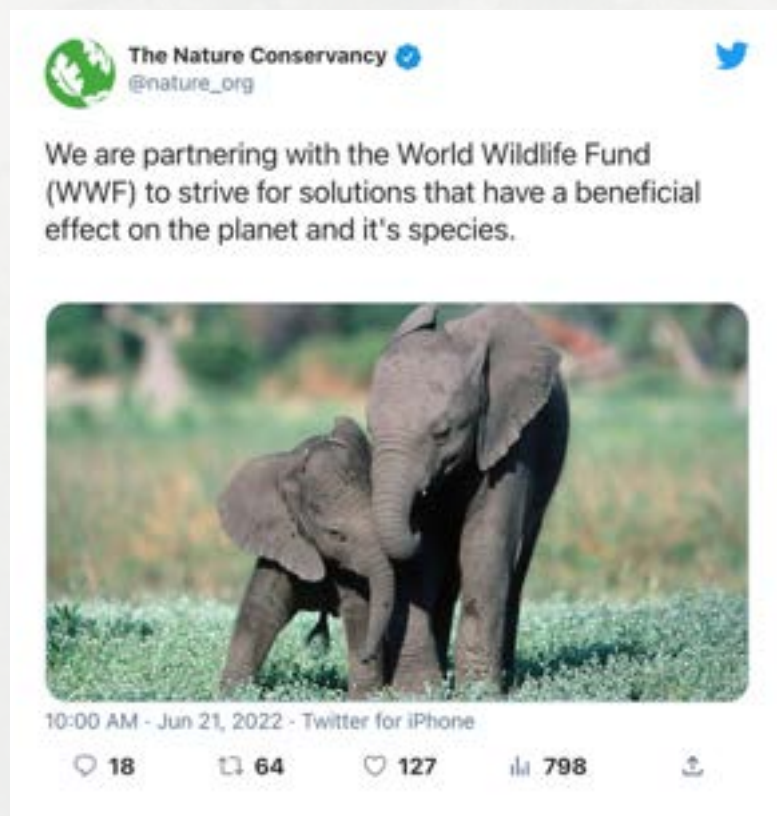 The Nature Conservancy
@nature_org
We are partnering with the World Wildlife Fund
(WWF) to strive for solutions that have a beneficial
effect on the planet and it's species.
10:00 AM - Jun 21, 2022 - Twitter for iPhone
18 64 127 798